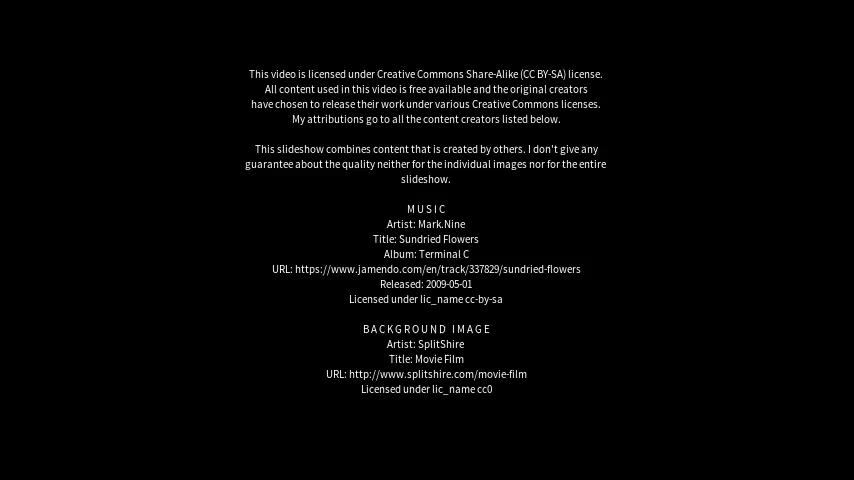 This video is licensed under Creative Commons Share-Alike (CC BY-SA) license.
All content used in this video is free available and the original creators
have chosen to release their work under various Creative Commons licenses.
My attributions go to all the content creators listed below.
This slideshow combines content that is created by others. I don't give any
guarantee about the quality neither for the individual images nor for the entire
slideshow.
MUSIC
Artist: Mark.Nine
Title: Sundried Flowers
Album: Terminal C
URL: https://www.jamendo.com/en/track/337829/sundried-flowers
Released: 2009-05-01
Licensed under lic_name cc-by-sa
BACKGROUND IMAGE
Artist: SplitShire
Title: Movie Film
URL: http://www.splitshire.com/movie-film
Licensed under lic_name cc0